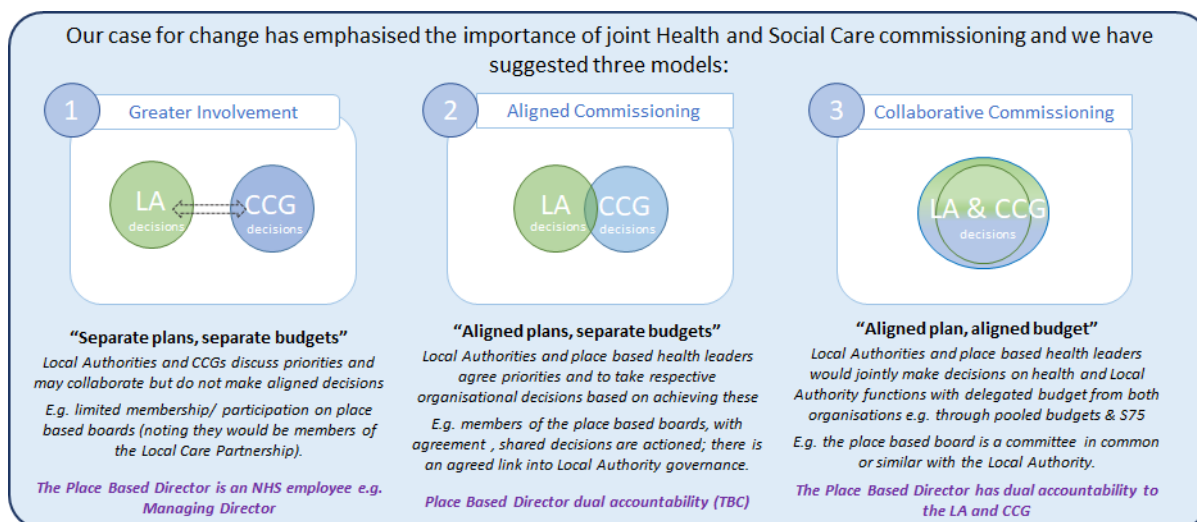 Our case for change has emphasised the importance of joint Health and Social Care commissioning and we have
suggested three models:
1
Greater Involvement
LA
decisions
CCG
decisions
"Separate plans, separate budgets"
Local Authorities and CCGs discuss priorities and
may collaborate but do not make aligned decisions
E.g. limited membership/ participation on place
based boards (noting they would be members of
the Local Care Partnership).
The Place Based Director is an NHS employee e.g.
Managing Director
2
Aligned Commissioning
LA
decisions
CCG
decisions
"Aligned plans, separate budgets"
Local Authorities and place based health leaders
agree priorities and to take respective
organisational decisions based on achieving these
E.g. members of the place based boards, with
agreement , shared decisions are actioned; there is
an agreed link into Local Authority governance.
Place Based Director dual accountability (TBC)
3
Collaborative Commissioning
LA & CCG
decisions
"Aligned plan, aligned budget"
Local Authorities and place based health leaders
would jointly make decisions on health and Local
Authority functions with delegated budget from both
organisations e.g. through pooled budgets & S75
E.g. the place based board is a committee in common
or similar with the Local Authority.
The Place Based Director has dual accountability to
the LA and CCG